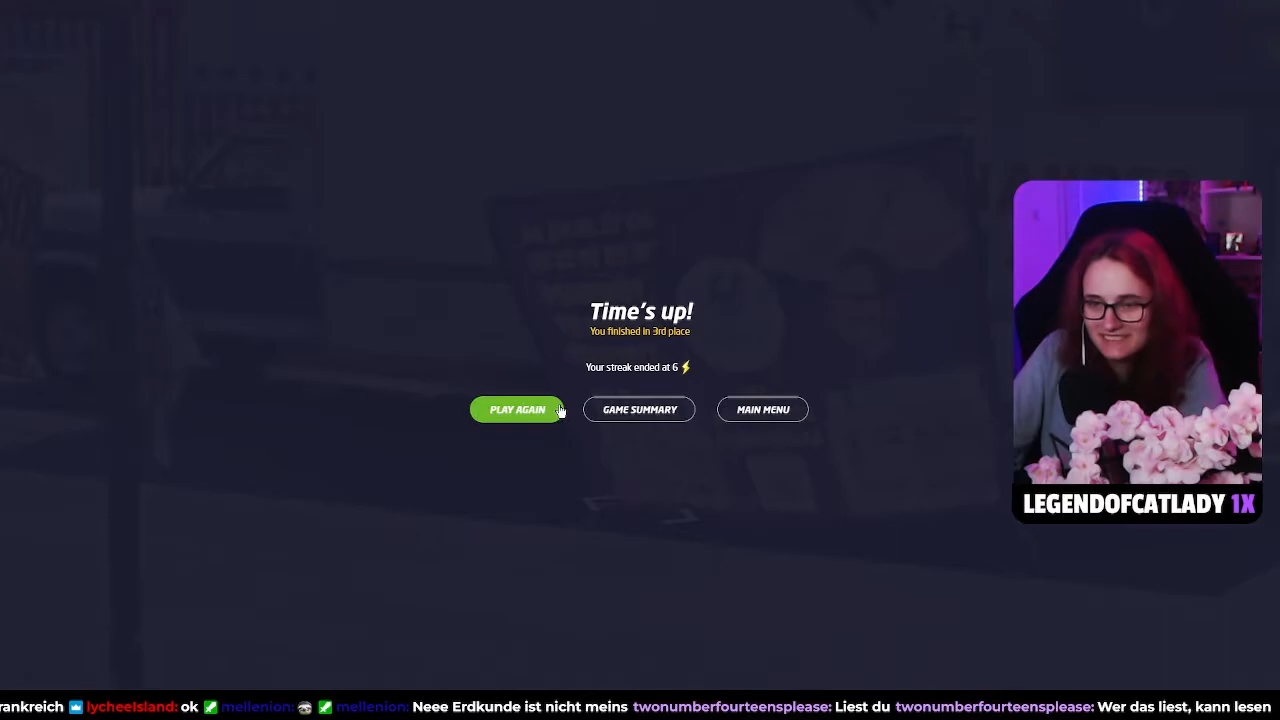 Time's up!
You finished in 3rd place
Your streak ended at 6
PLAY AGAIN
GAME SUMMARY
MAIN MENU
LEGENDOFCATLADY 1X
rankreich lycheeIsland: ok mellenion: mellenion: Neee Erdkunde ist nicht meins twonumberfourteensplease: Liest du twonumberfourteensplease: Wer das liest, kann lesen